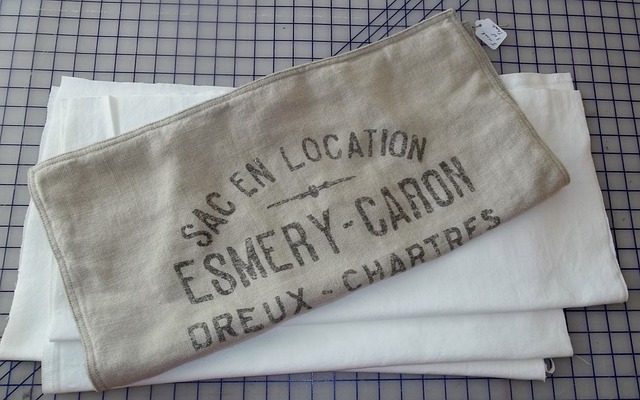 SAC EN LOCATION
ESMERY-CARON
DREUX-CHARTRES